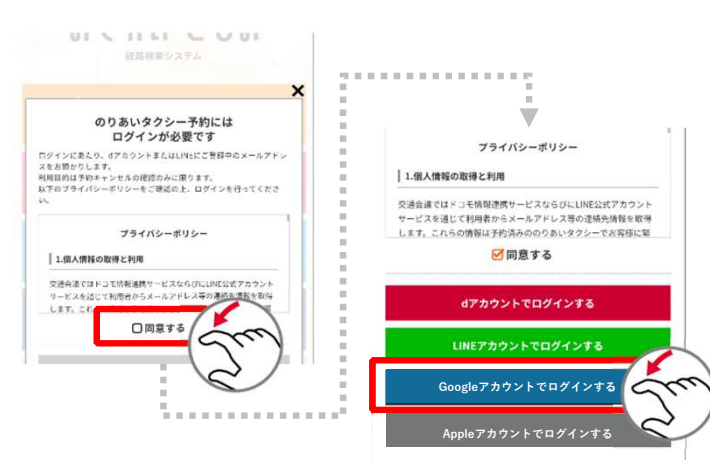 経路検索システム
のりあいタクシー予約には
ログインが必要です
ログインにあたり、dアカウントまたはLINEにご登録中のメールアドレ
スをお預かりします。
利用目的は予約キャンセルの確認のみに限ります。
以下のプライバシーポリシーをご確認の上、ログインを行ってくださ
い。
プライバシーポリシー
1.個人情報の取得と利用
交通会議ではドコモ情報連携サービスならびにLINE公式アカウント
サービスを通じて利用者からメールアドレス等の連絡先情報を取得
します。これ
同意する
プライバシーポリシー
1.個人情報の取得と利用
交通会議ではドコモ情報連携サービスならびにLINE公式アカウント
サービスを通じて利用者からメールアドレス等の連絡先情報を取得
します。これらの情報は予約済みののりあいタクシーでお客様に緊
同意する
dアカウントでログインする
LINEアカウントでログインする
Googleアカウントでログインする
Appleアカウントでログインする